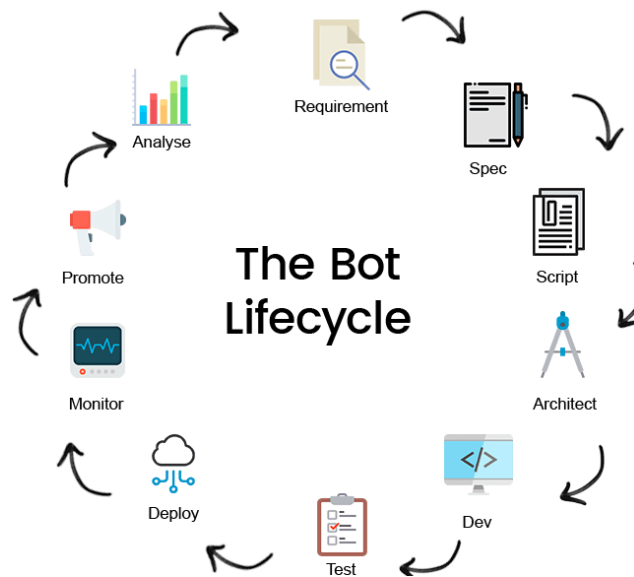 Requirement
Spec
Script
Architect
Dev
Test
Deploy
Monitor
Promote
Analyse
The Bot
Lifecycle